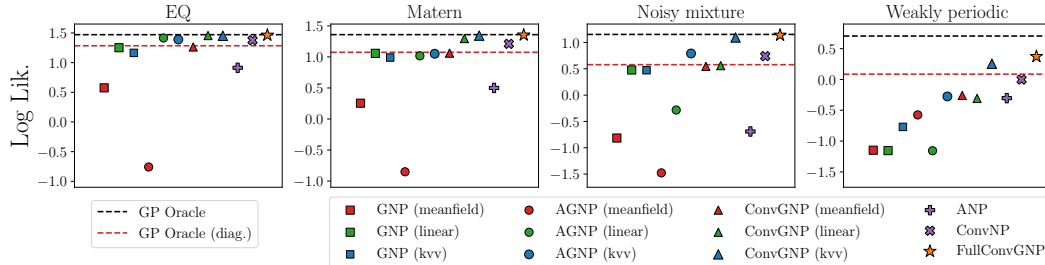 EQ
Matern
Noisy mixture
Weakly periodic
Log Lik.
1.5
1.0
0.5
0.0
−0.5
−1.0
1.5
1.0
0.5
0.0
−0.5
−1.0
1.0
0.5
0.0
−0.5
−1.0
−1.5
0.5
0.0
−0.5
−1.0
−1.5
GP Oracle
GP Oracle (diag.)
GNP (meanfield)
GNP (linear)
GNP (kvv)
AGNP (meanfield)
AGNP (linear)
AGNP (kvv)
ConvGNP (meanfield)
ConvGNP (linear)
ConvGNP (kvv)
ANP
ConvNP
FullConvGNP